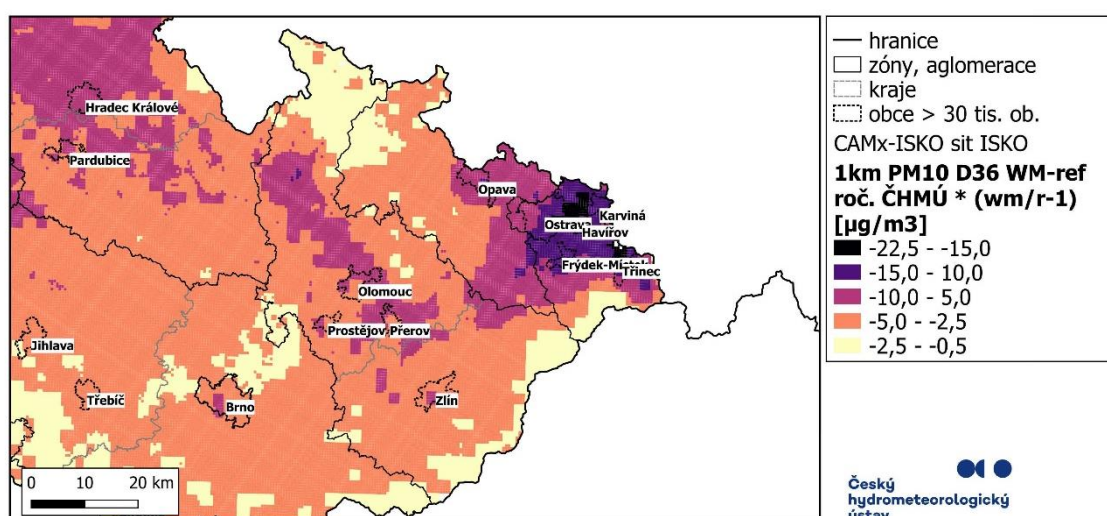 Hradec Králové
Pardubice
Opava
Karviná
Ostrava
Havířov
Frýdek-Místek
Třinec
Olomouc
Prostějov
Přerov
Jihlava
Třebíč
Brno
Zlín
0 10 20 km
hranice
zóny, aglomerace
kraje
obce > 30 tis. ob.
CAMx-ISKO sit ISKO
1km PM10 D36 WM-ref
roč. ČHMÚ * (wm/r-1)
[µg/m3]
-22,5 - -15,0
-15,0 - 10,0
-10,0 - 5,0
-5,0 - -2,5
-2,5 - -0,5
Český
hydrometeorologický
ústav